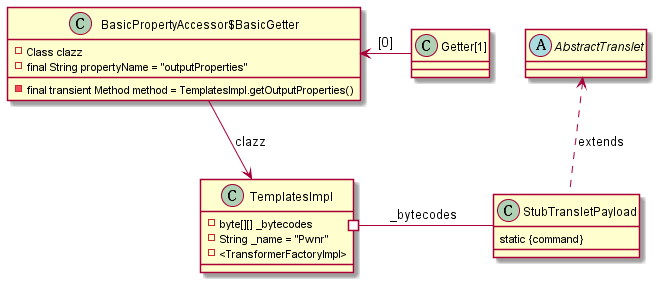 C BasicPropertyAccessor$BasicGetter
Class clazz
final String propertyName = "outputProperties"
final transient Method method = TemplatesImpl.getOutputProperties()
[0]
C Getter[1]
A AbstractTranslet
clazz
extends
C TemplatesImpl
byte[][] _bytecodes
String _name = "Pwnr"
<TransformerFactoryImpl>
_bytecodes
C StubTransletPayload
static {command}